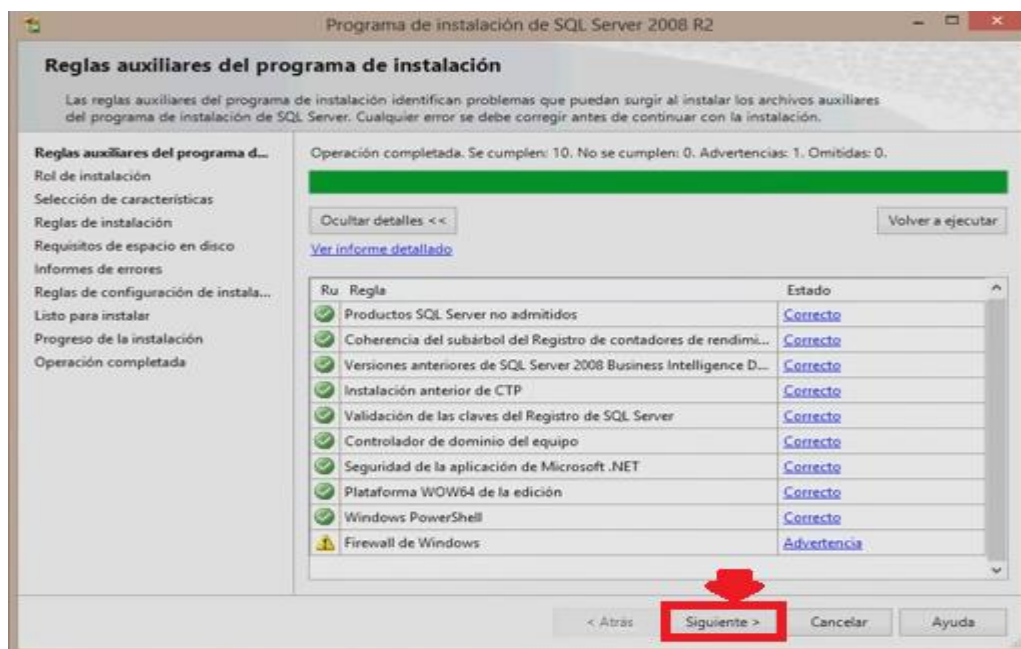 Programa de instalación de SQL Server 2008 R2
Reglas auxiliares del programa de instalación
Las reglas auxiliares del programa de instalación identifican problemas que puedan surgir al instalar los archivos auxiliares
del programa de instalación de SQL Server. Cualquier error se debe corregir antes de continuar con la instalación.
Reglas auxiliares del programa d...
Rol de instalación
Selección de características
Reglas de instalación
Requisitos de espacio en disco
Informes de errores
Reglas de configuración de instala...
Listo para instalar
Progreso de la instalación
Operación completada
Operación completada. Se cumplen: 10. No se cumplen: 0. Advertencias: 1. Omitidas: 0.
Ocultar detalles << Volver a ejecutar
Ver informe detallado
Ru Regla Estado
Productos SQL Server no admitidos Correcto
Coherencia del subárbol del Registro de contadores de rendimi... Correcto
Versiones anteriores de SQL Server 2008 Business Intelligence D... Correcto
Instalación anterior de CTP Correcto
Validación de las claves del Registro de SQL Server Correcto
Controlador de dominio del equipo Correcto
Seguridad de la aplicación de Microsoft .NET Correcto
Plataforma WOW64 de la edición Correcto
Windows PowerShell Correcto
Firewall de Windows Advertencia
< Atrás Siguiente > Cancelar Ayuda